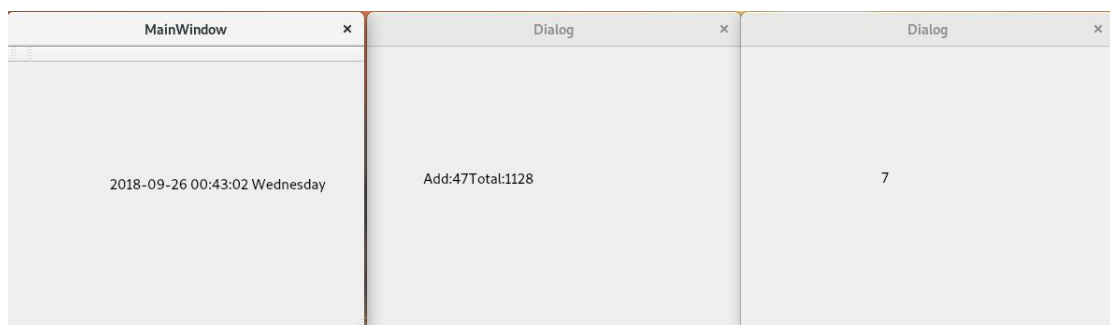 MainWindow ×
Dialog ×
Dialog ×
2018-09-26 00:43:02 Wednesday
Add:47Total:1128
7